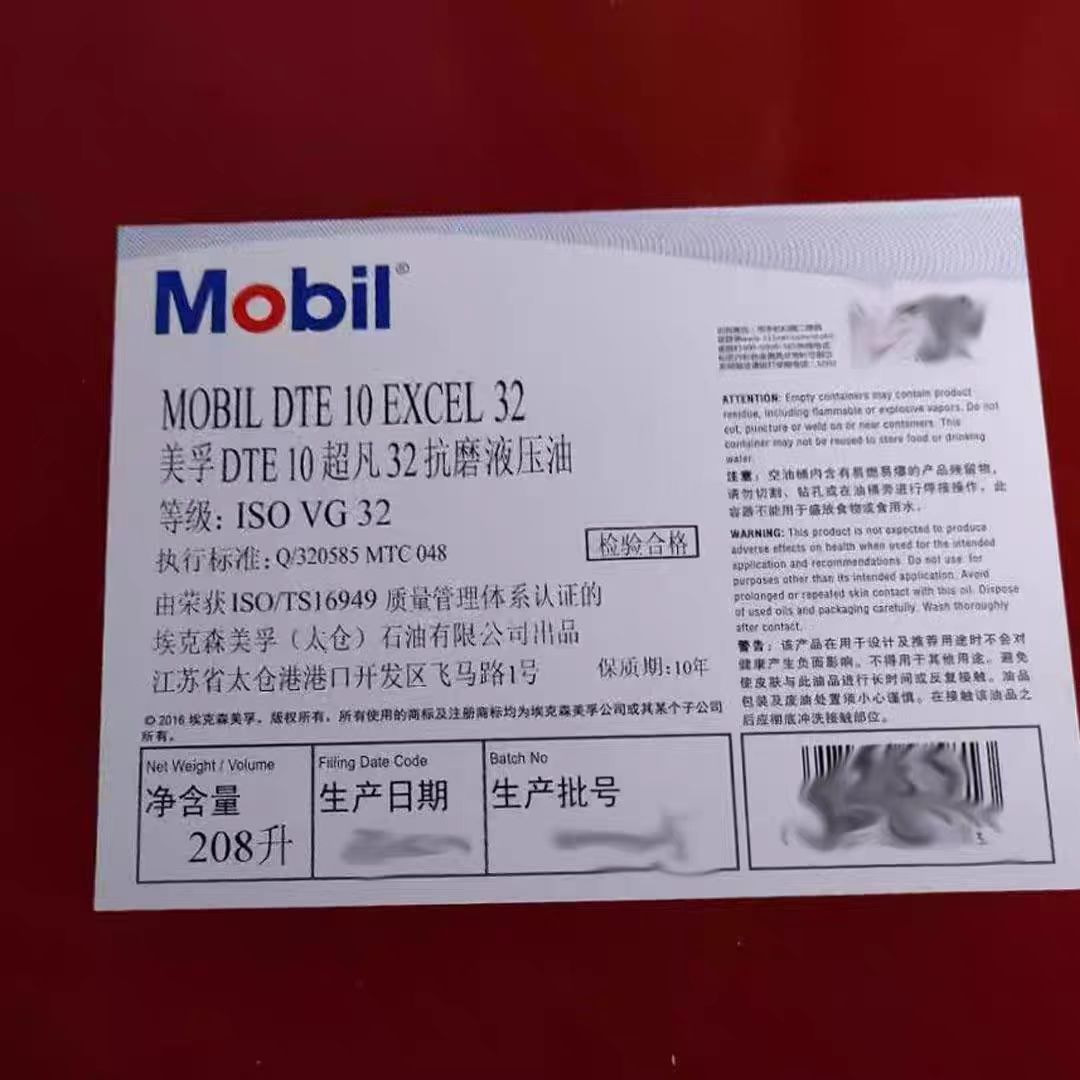 Mobil®
MOBIL DTE 10 EXCEL 32
美孚DTE 10 超凡 32抗磨液压油
等级: ISO VG 32
执行标准: Q/320585 MTC 048
检验合格
由荣获ISO/TS16949 质量管理体系认证的
埃克森美孚（太仓）石油有限公司出品
江苏省太仓港港口开发区飞马路1号
保质期:10年
© 2016 埃克森美孚。版权所有。所有使用的商标及注册商标均为埃克森美孚公司或其某个子公司
所有。
Net Weight / Volume
净含量
208升
Filling Date Code
生产日期
Batch No
生产批号
ATTENTION: Empty containers may contain product
residue, including flammable or explosive vapors. Do not
cut, puncture or weld on or near containers. This
container may not be reused to store food or drinking
water.
注意：空油桶内含有易燃易爆的产品残留物，
请勿切割、钻孔或在油桶旁进行焊接操作。此
容器不能用于盛放食物或食用水。
WARNING: This product is not expected to produce
adverse effects on health when used for the intended
application and recommendations. Do not use for
purposes other than its intended application. Avoid
prolonged or repeated skin contact with this oil. Dispose
of used oils and packaging carefully. Wash thoroughly
after contact.
警告：该产品在用于设计及推荐用途时不会对
健康产生负面影响。不得用于其他用途。避免
使皮肤与此油品进行长时间或反复接触。油品
包装及废油处置须小心谨慎。在接触该油品之
后应彻底冲洗接触部位。